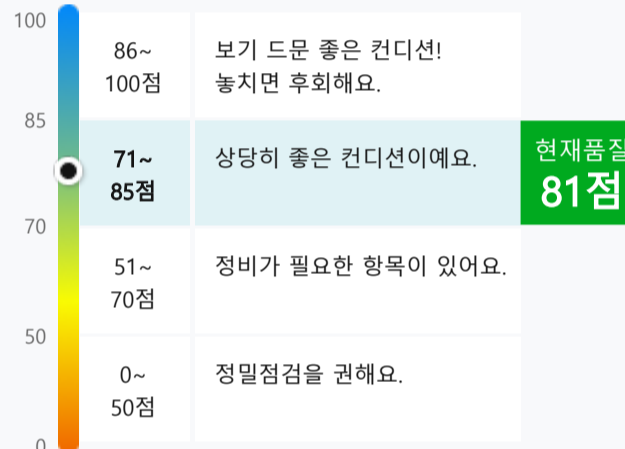 100
86~
100점
보기 드문 좋은 컨디션!
놓치면 후회해요.
85
71~
85점
상당히 좋은 컨디션이예요.
현재품질
81점
70
51~
70점
정비가 필요한 항목이 있어요.
50
0~
50점
정밀점검을 권해요.
0